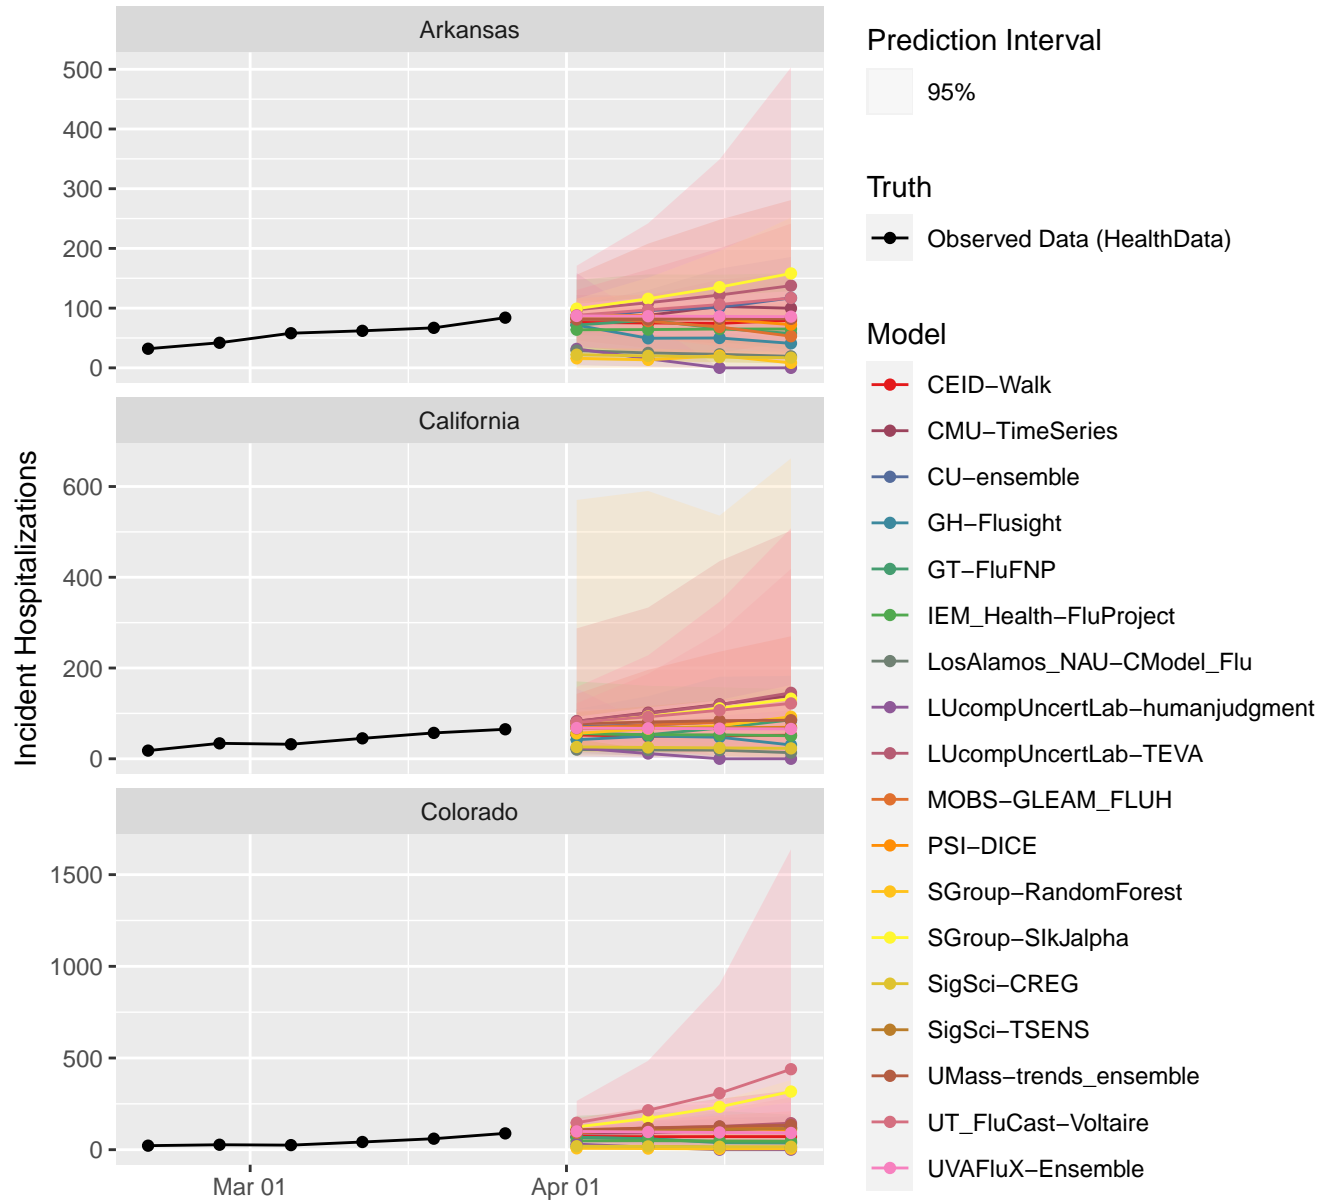 Arkansas
500
400
300
200
100
0
California
600
400
200
0
Colorado
1500
1000
500
0
Mar 01
Apr 01
Incident Hospitalizations
Prediction Interval
95%
Truth
Observed Data (HealthData)
Model
CEID−Walk
CMU−TimeSeries
CU−ensemble
GH−Flusight
GT−FluFNP
IEM_Health−FluProject
LosAlamos_NAU−CModel_Flu
LUcompUncertLab−humanjudgment
LUcompUncertLab−TEVA
MOBS−GLEAM_FLUH
PSI−DICE
SGroup−RandomForest
SGroup−SIkJalpha
SigSci−CREG
SigSci−TSENS
UMass−trends_ensemble
UT_FluCast−Voltaire
UVAFluX−Ensemble